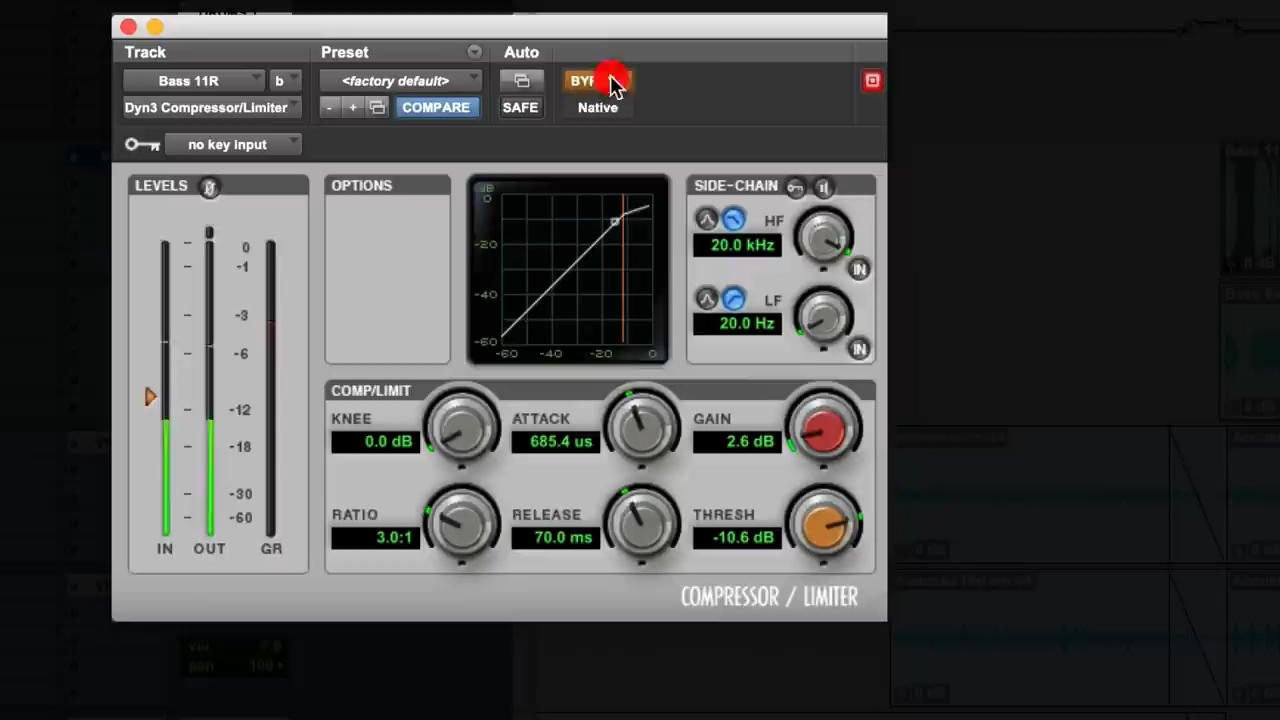 Track
Preset
Auto
Bass 11R
b
<factory default>
Dyn3 Compressor/Limiter
- +
COMPARE
SAFE
Native
no key input
LEVELS
OPTIONS
SIDE-CHAIN
dB
0
-20
-40
-60
-60 -40 -20 0
HF
20.0 kHz
IN
LF
20.0 Hz
IN
0
-1
-3
-6
-12
-18
-30
-60
IN OUT GR
COMP/LIMIT
KNEE
0.0 dB
ATTACK
685.4 us
GAIN
2.6 dB
RATIO
3.0:1
RELEASE
70.0 ms
THRESH
-10.6 dB
COMPRESSOR / LIMITER
pan 100